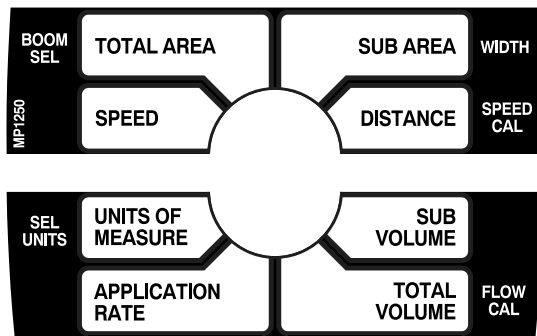 BOOM
SEL
TOTAL AREA
SUB AREA
WIDTH
MP1250
SPEED
DISTANCE
SPEED
CAL
SEL
UNITS
UNITS OF
MEASURE
SUB
VOLUME
APPLICATION
RATE
TOTAL
VOLUME
FLOW
CAL